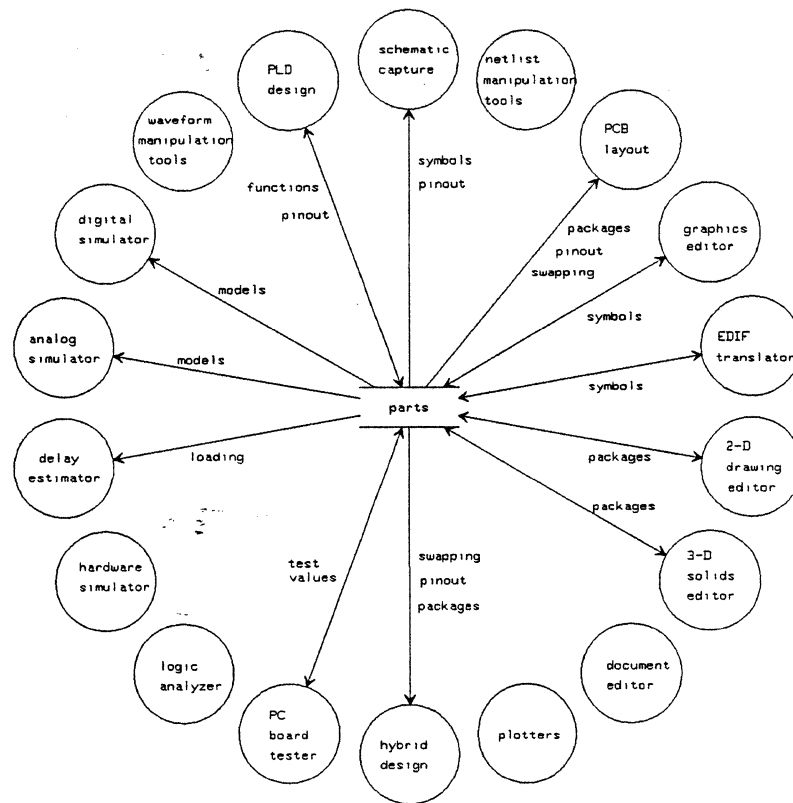 schematic
capture
netlist
manipulation
tools
PCB
layout
graphics
editor
EDIF
translator
2-D
drawing
editor
3-D
solids
editor
document
editor
plotters
hybrid
design
PC
board
tester
logic
analyzer
hardware
simulator
delay
estimator
analog
simulator
digital
simulator
waveform
manipulation
tools
PLD
design
symbols
pinout
functions
pinout
packages
pinout
swapping
models
symbols
models
symbols
parts
loading
packages
packages
test
values
swapping
pinout
packages